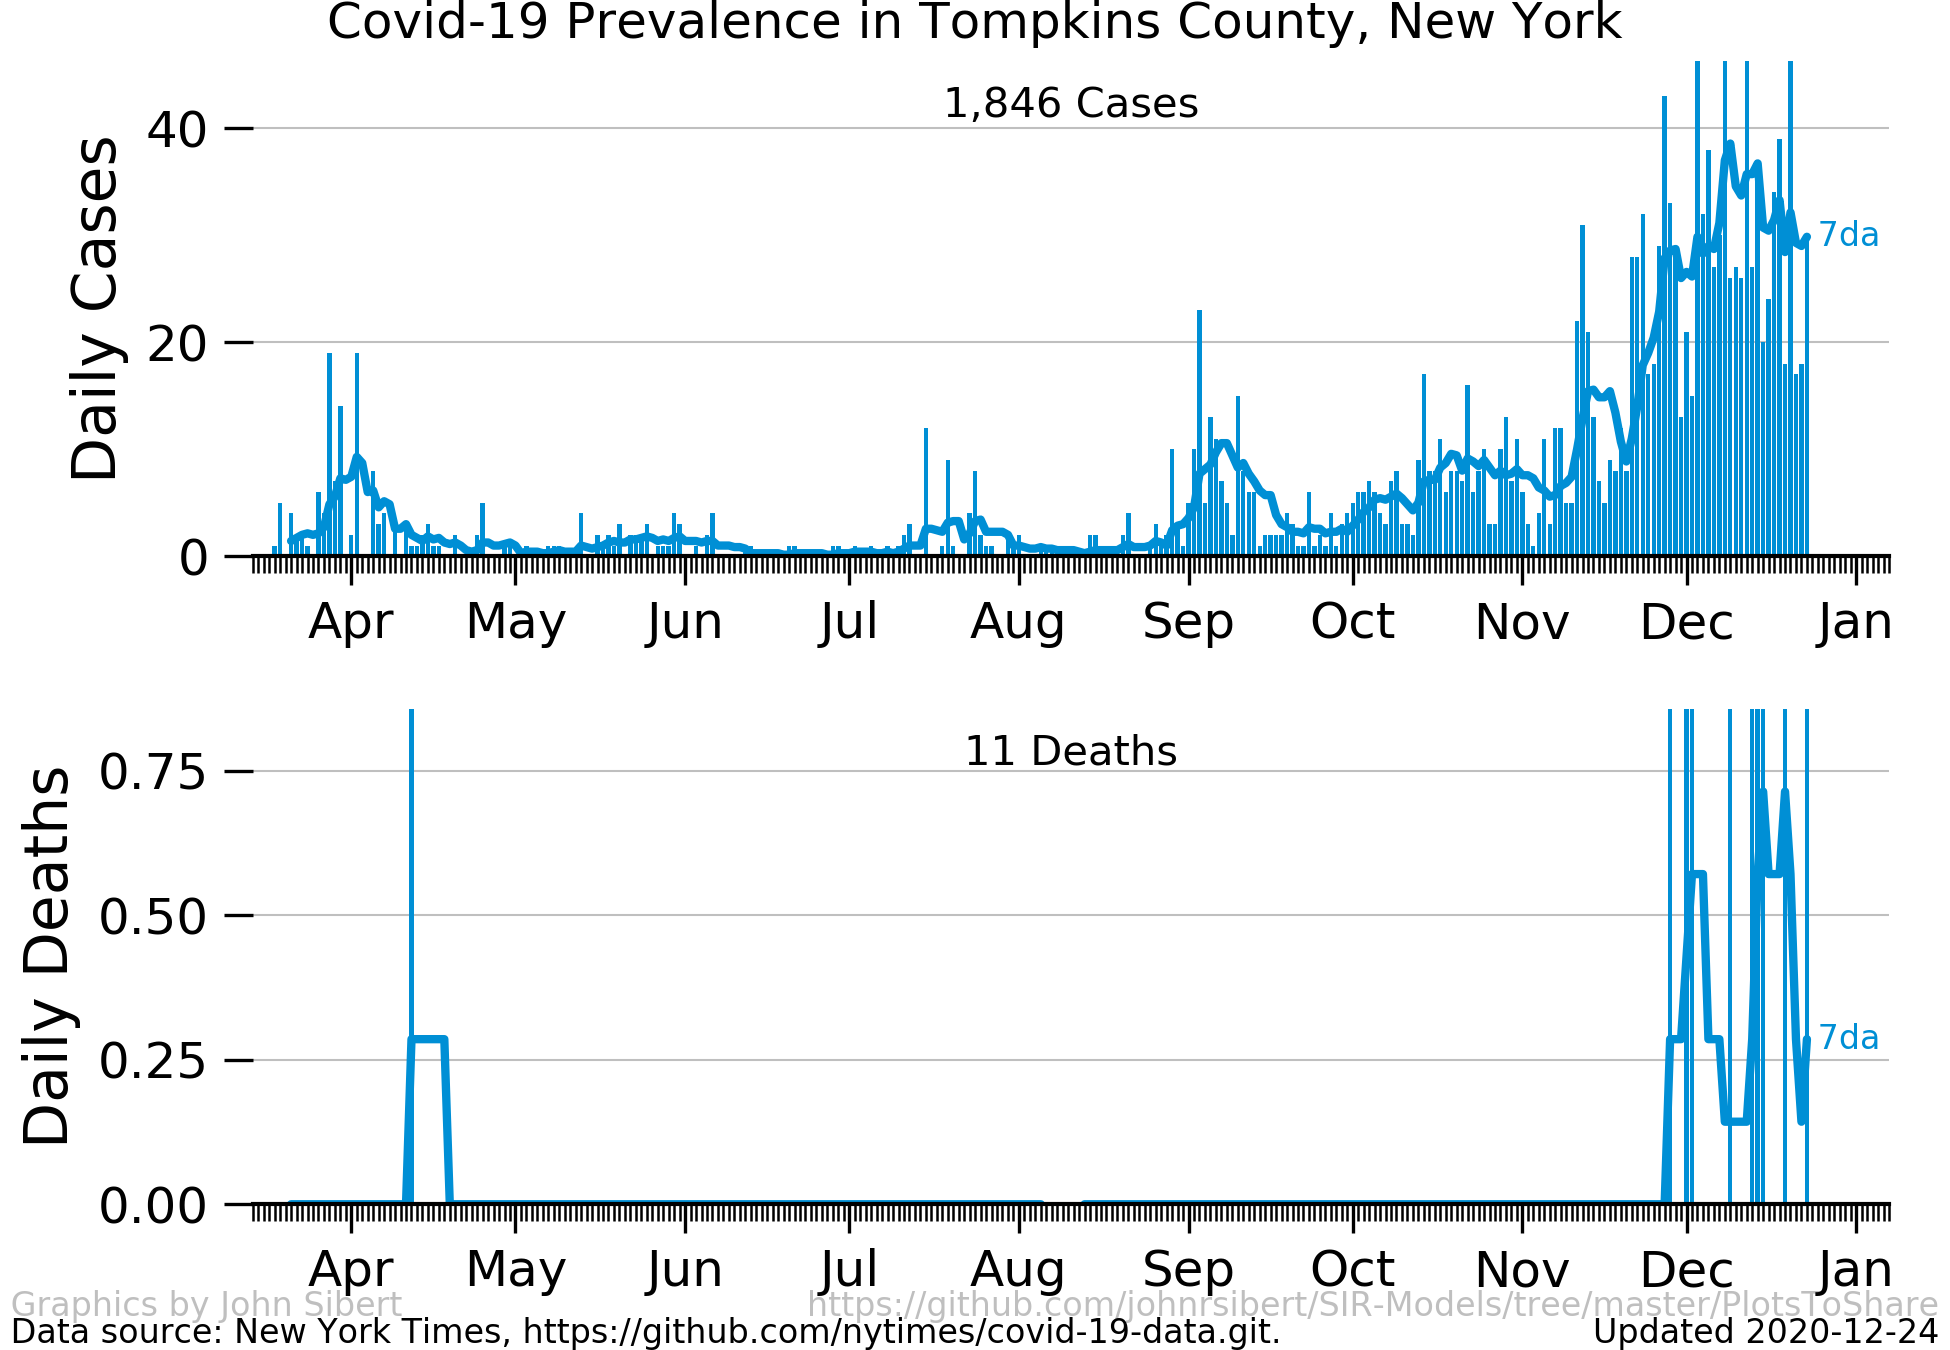 Covid-19 Prevalence in Tompkins County, New York
1,846 Cases
Daily Cases
40
20
0
7da
Apr May Jun Jul Aug Sep Oct Nov Dec Jan
11 Deaths
Daily Deaths
0.75
0.50
0.25
0.00
7da
Apr May Jun Jul Aug Sep Oct Nov Dec Jan
Graphics by John Sibert https://github.com/johnrsibert/SIR-Models/tree/master/PlotsToShare
Data source: New York Times, https://github.com/nytimes/covid-19-data.git. Updated 2020-12-24